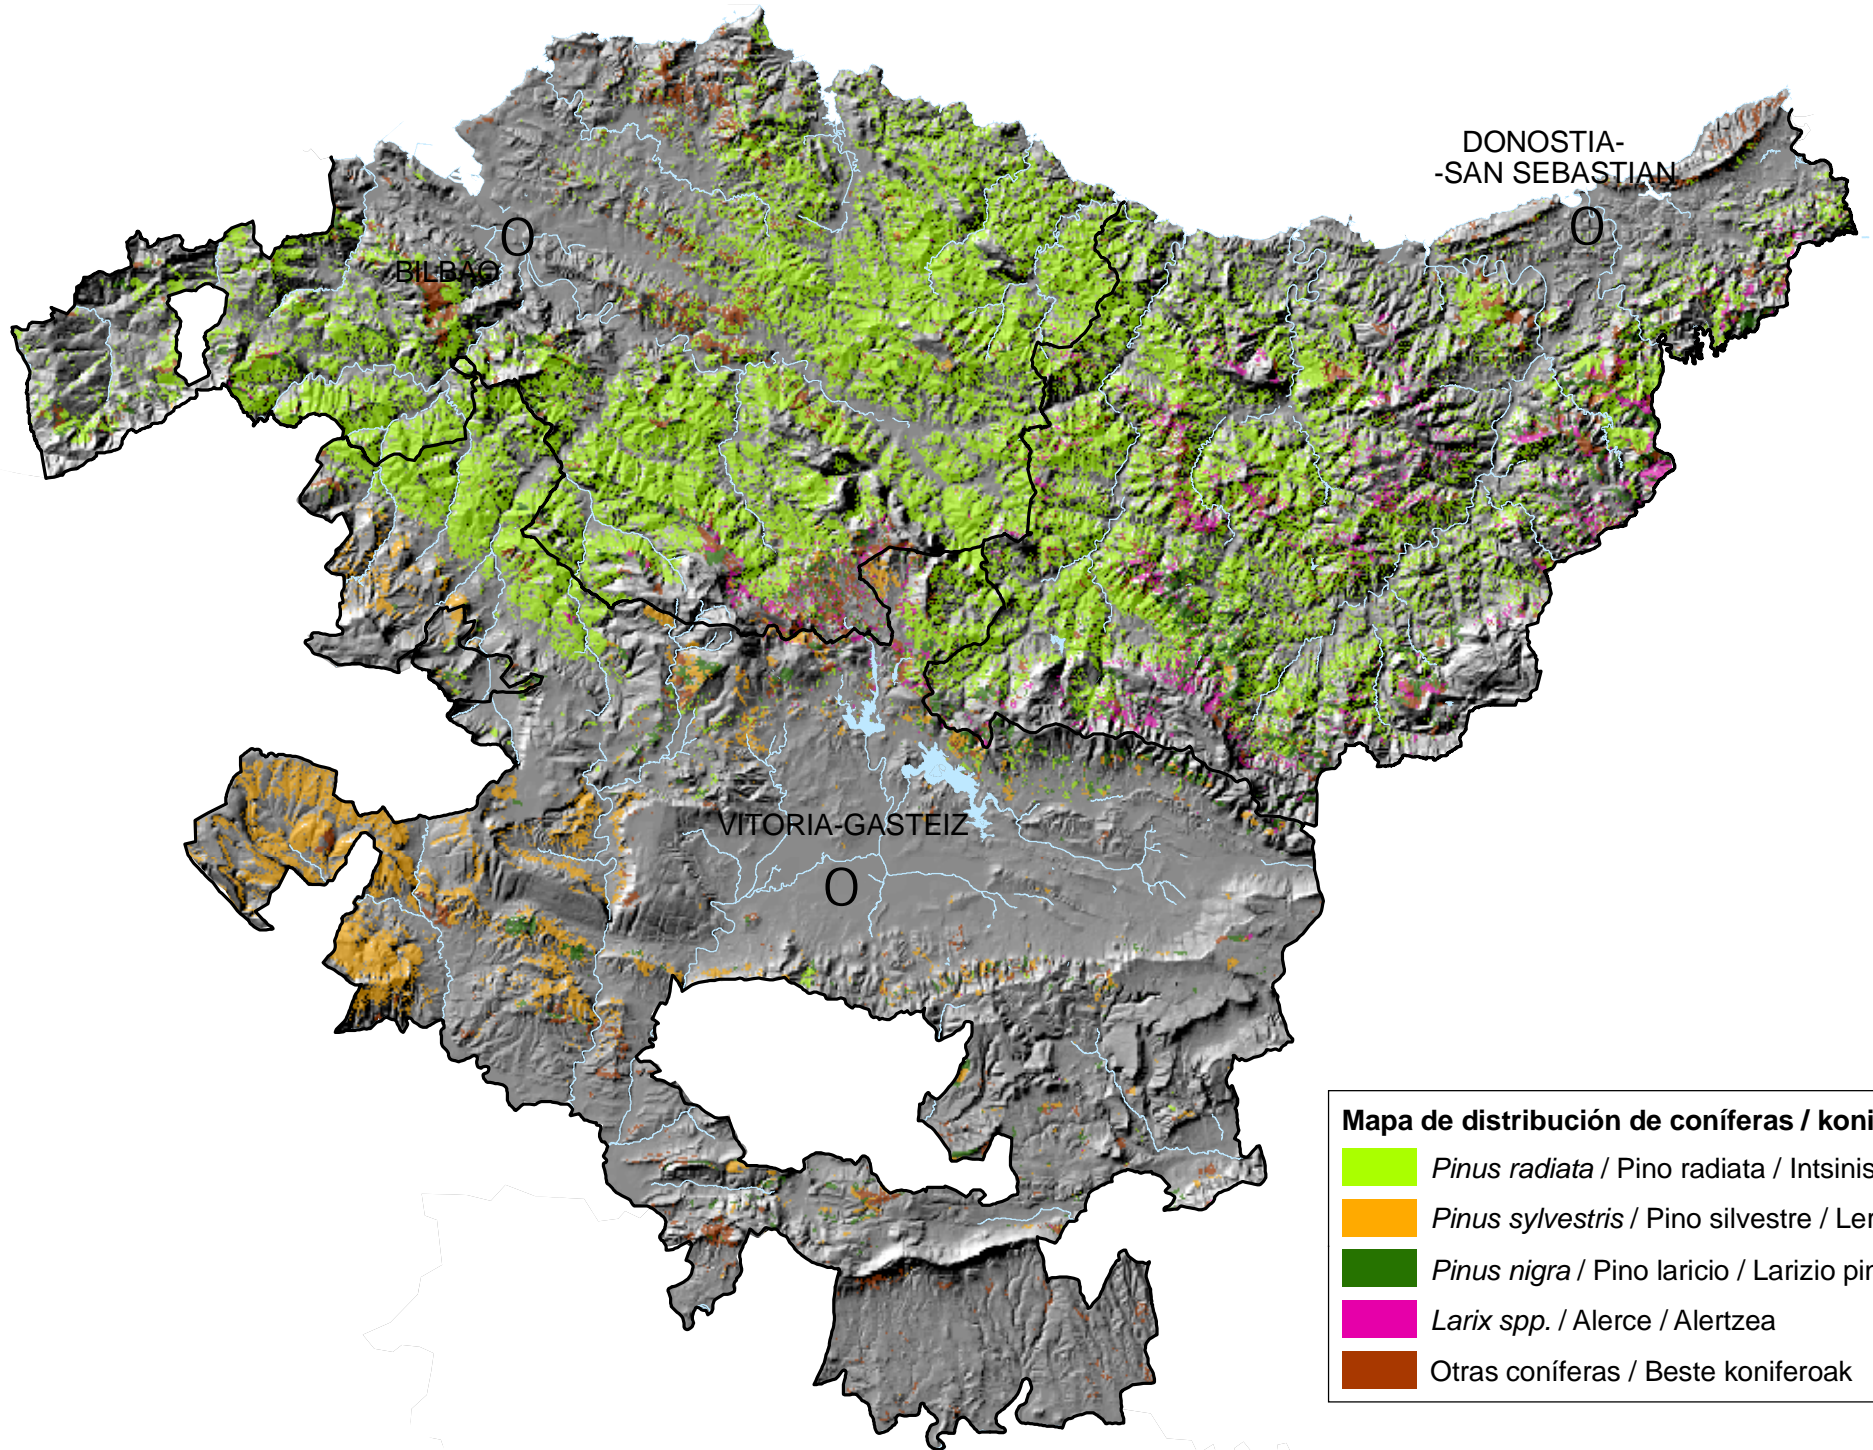 DONOSTIA-
-SAN SEBASTIAN
O
O
BILBAO
VITORIA-GASTEIZ
O
Mapa de distribución de coníferas / koni
Pinus radiata / Pino radiata / Intsinis
Pinus sylvestris / Pino silvestre / Ler
Pinus nigra / Pino laricio / Larizio pin
Larix spp. / Alerce / Alertzea
Otras coníferas / Beste koniferoak